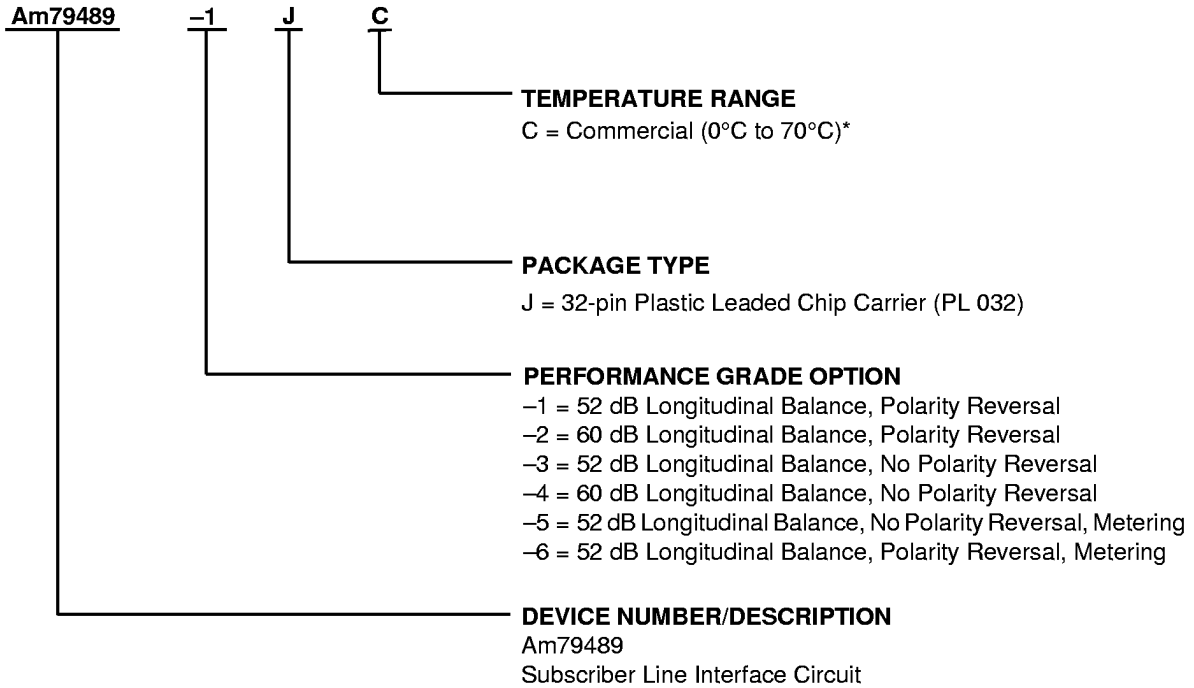 Am79489 –1 J C
TEMPERATURE RANGE
C = Commercial (0°C to 70°C)*
PACKAGE TYPE
J = 32-pin Plastic Leaded Chip Carrier (PL 032)
PERFORMANCE GRADE OPTION
–1 = 52 dB Longitudinal Balance, Polarity Reversal
–2 = 60 dB Longitudinal Balance, Polarity Reversal
–3 = 52 dB Longitudinal Balance, No Polarity Reversal
–4 = 60 dB Longitudinal Balance, No Polarity Reversal
–5 = 52 dB Longitudinal Balance, No Polarity Reversal, Metering
–6 = 52 dB Longitudinal Balance, Polarity Reversal, Metering
DEVICE NUMBER/DESCRIPTION
Am79489
Subscriber Line Interface Circuit